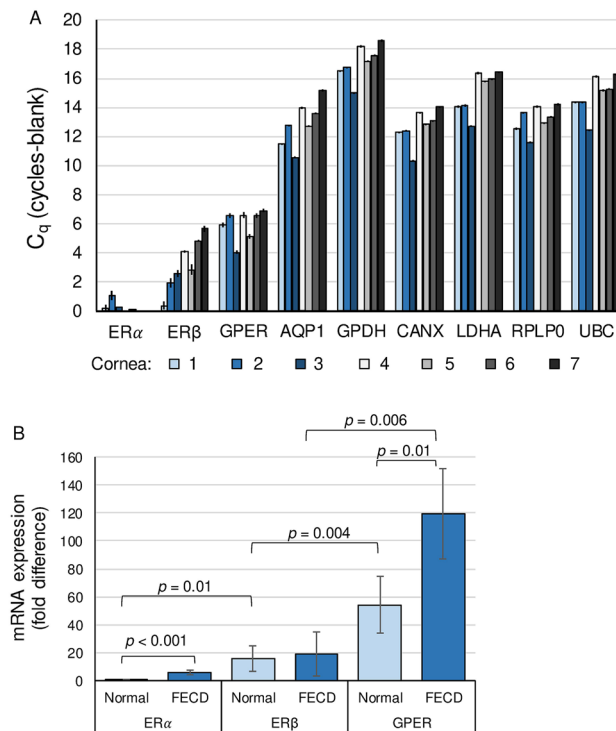 A
20
18
16
14
12
10
8
6
4
2
0
Cq (cycles-blank)
ERα ERβ GPER AQP1 GPDH CANX LDHA RPLP0 UBC
Cornea: 1 2 3 4 5 6 7
B
p = 0.006
p = 0.01
p = 0.004
p = 0.01
p < 0.001
160
140
120
100
80
60
40
20
0
mRNA expression
(fold difference)
Normal FECD Normal FECD Normal FECD
ERα ERβ GPER